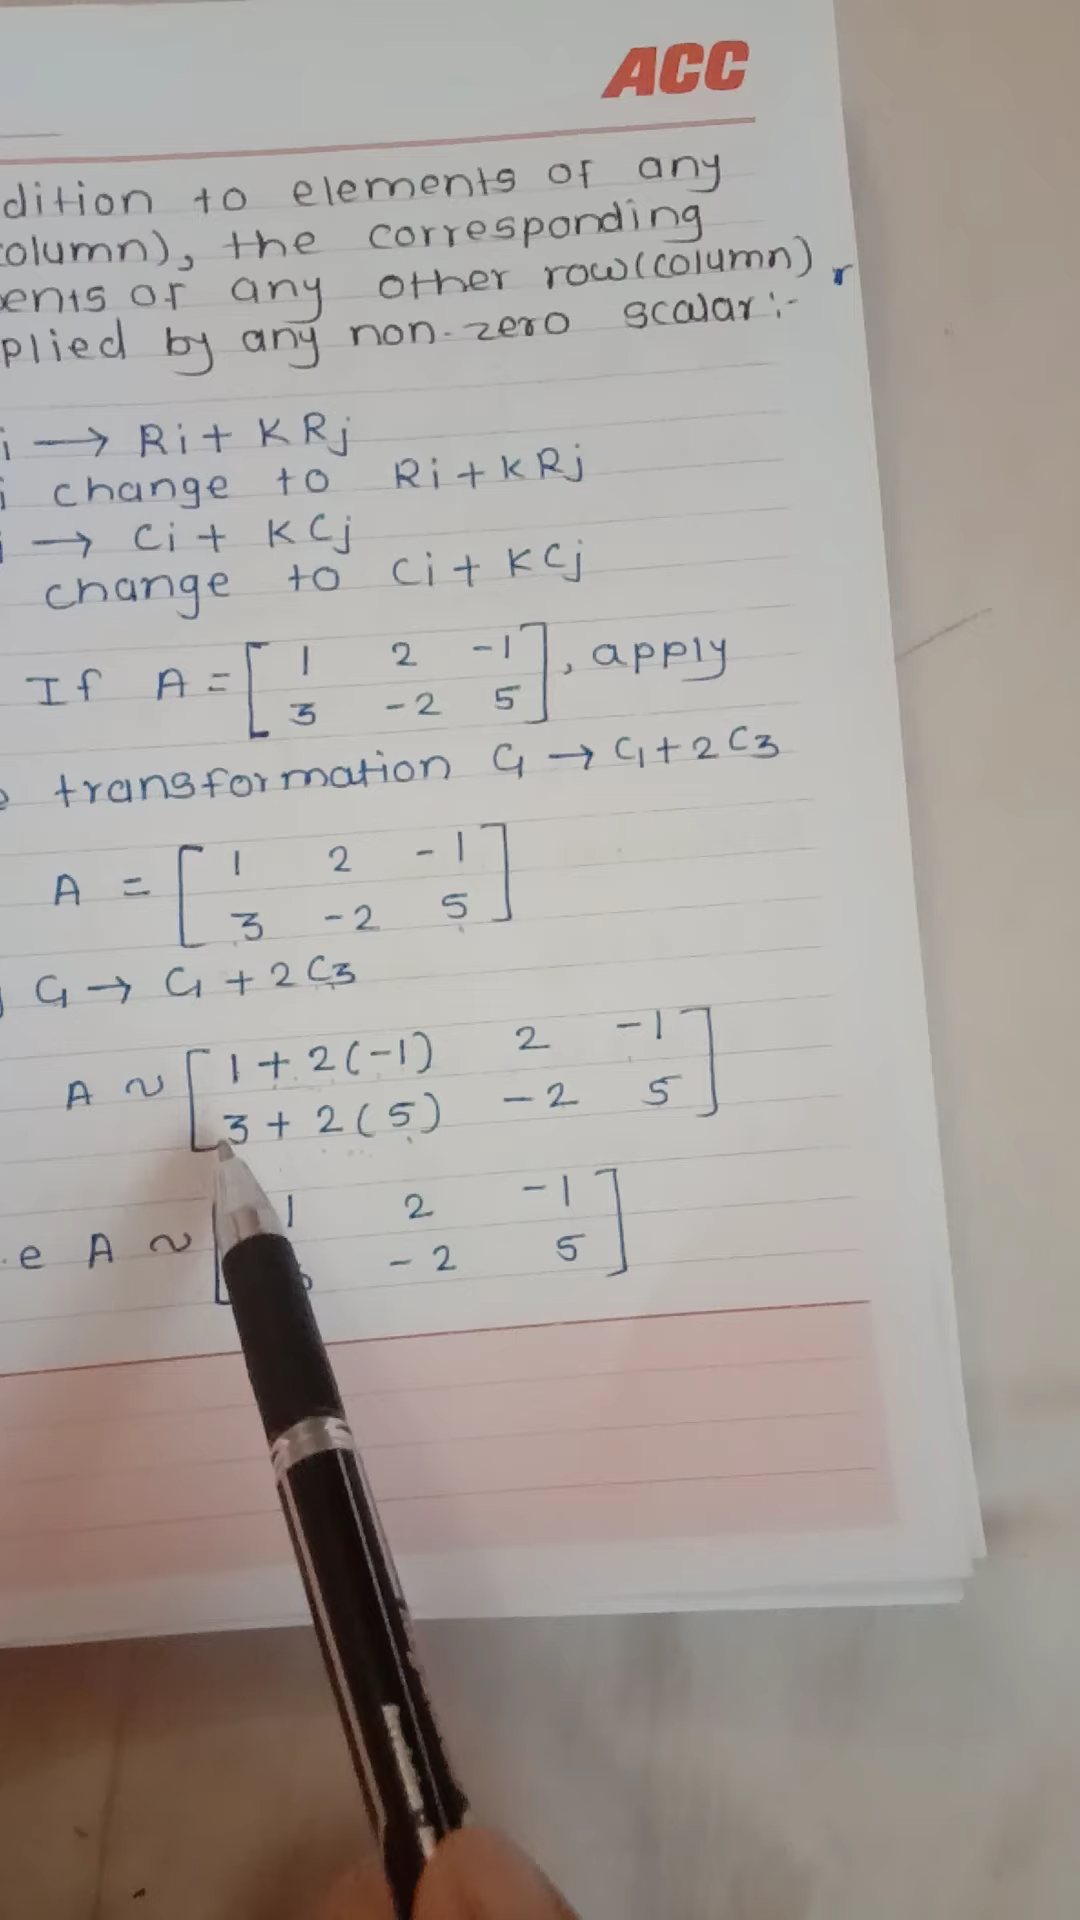 ACC
dition to elements of any
column), the corresponding
ents of any other row(column)
plied by any non-zero scalar:-
i → Ri + KRj
i change to Ri + KRj
→ Ci + KCj
change to Ci + KCj
If A = [ 1 2 -1 ], apply
3 -2 5
transformation C1 → C1 + 2C3
A = [ 1 2 -1 ]
3 -2 5
C1 → C1 + 2C3
A ~ [ 1 + 2(-1) 2 -1 ]
3 + 2(5) -2 5
.e A ~ [ 1 2 -1 ]
-2 5